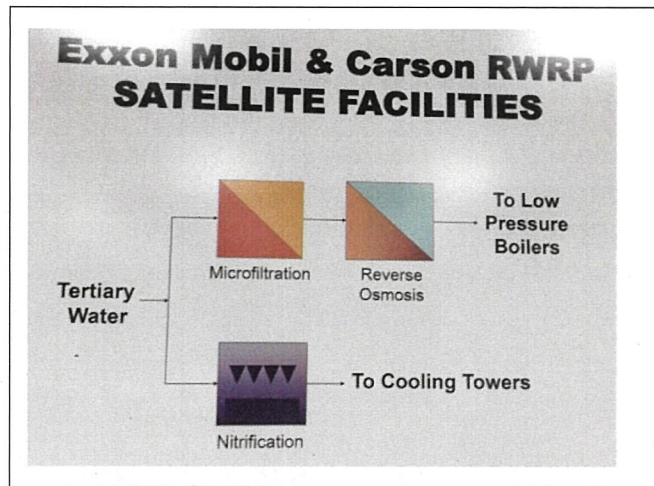 Exxon Mobil & Carson RWRP
SATELLITE FACILITIES
Microfiltration
Reverse
Osmosis
To Low
Pressure
Boilers
Tertiary
Water
Nitrification
To Cooling Towers